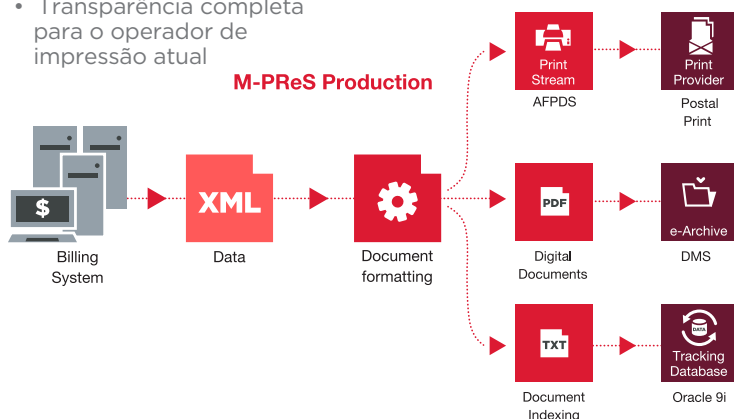 • Transparência completa
para o operador de
impressão atual
M-PReS Production
Print
Stream
AFPDS
Print
Provider
Postal
Print
$
Billing
System
XML
Data
Document
formatting
PDF
Digital
Documents
e-Archive
DMS
TXT
Document
Indexing
DATA
Tracking
Database
Oracle 9i